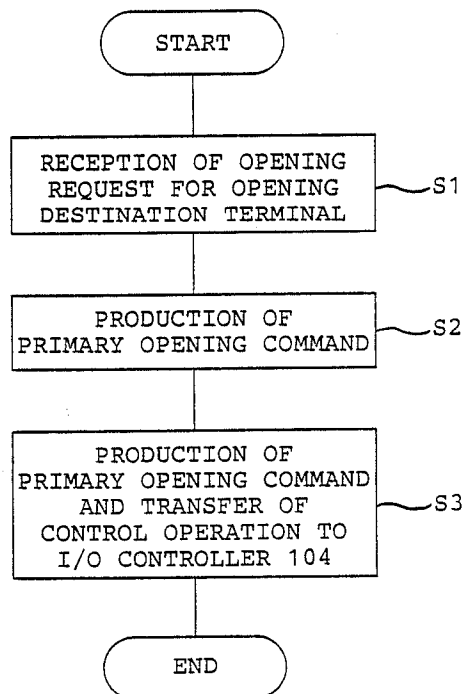 START
RECEPTION OF OPENING
REQUEST FOR OPENING
DESTINATION TERMINAL
S1
PRODUCTION OF
PRIMARY OPENING COMMAND
S2
PRODUCTION OF
PRIMARY OPENING COMMAND
AND TRANSFER OF
CONTROL OPERATION TO
I/O CONTROLLER 104
S3
END